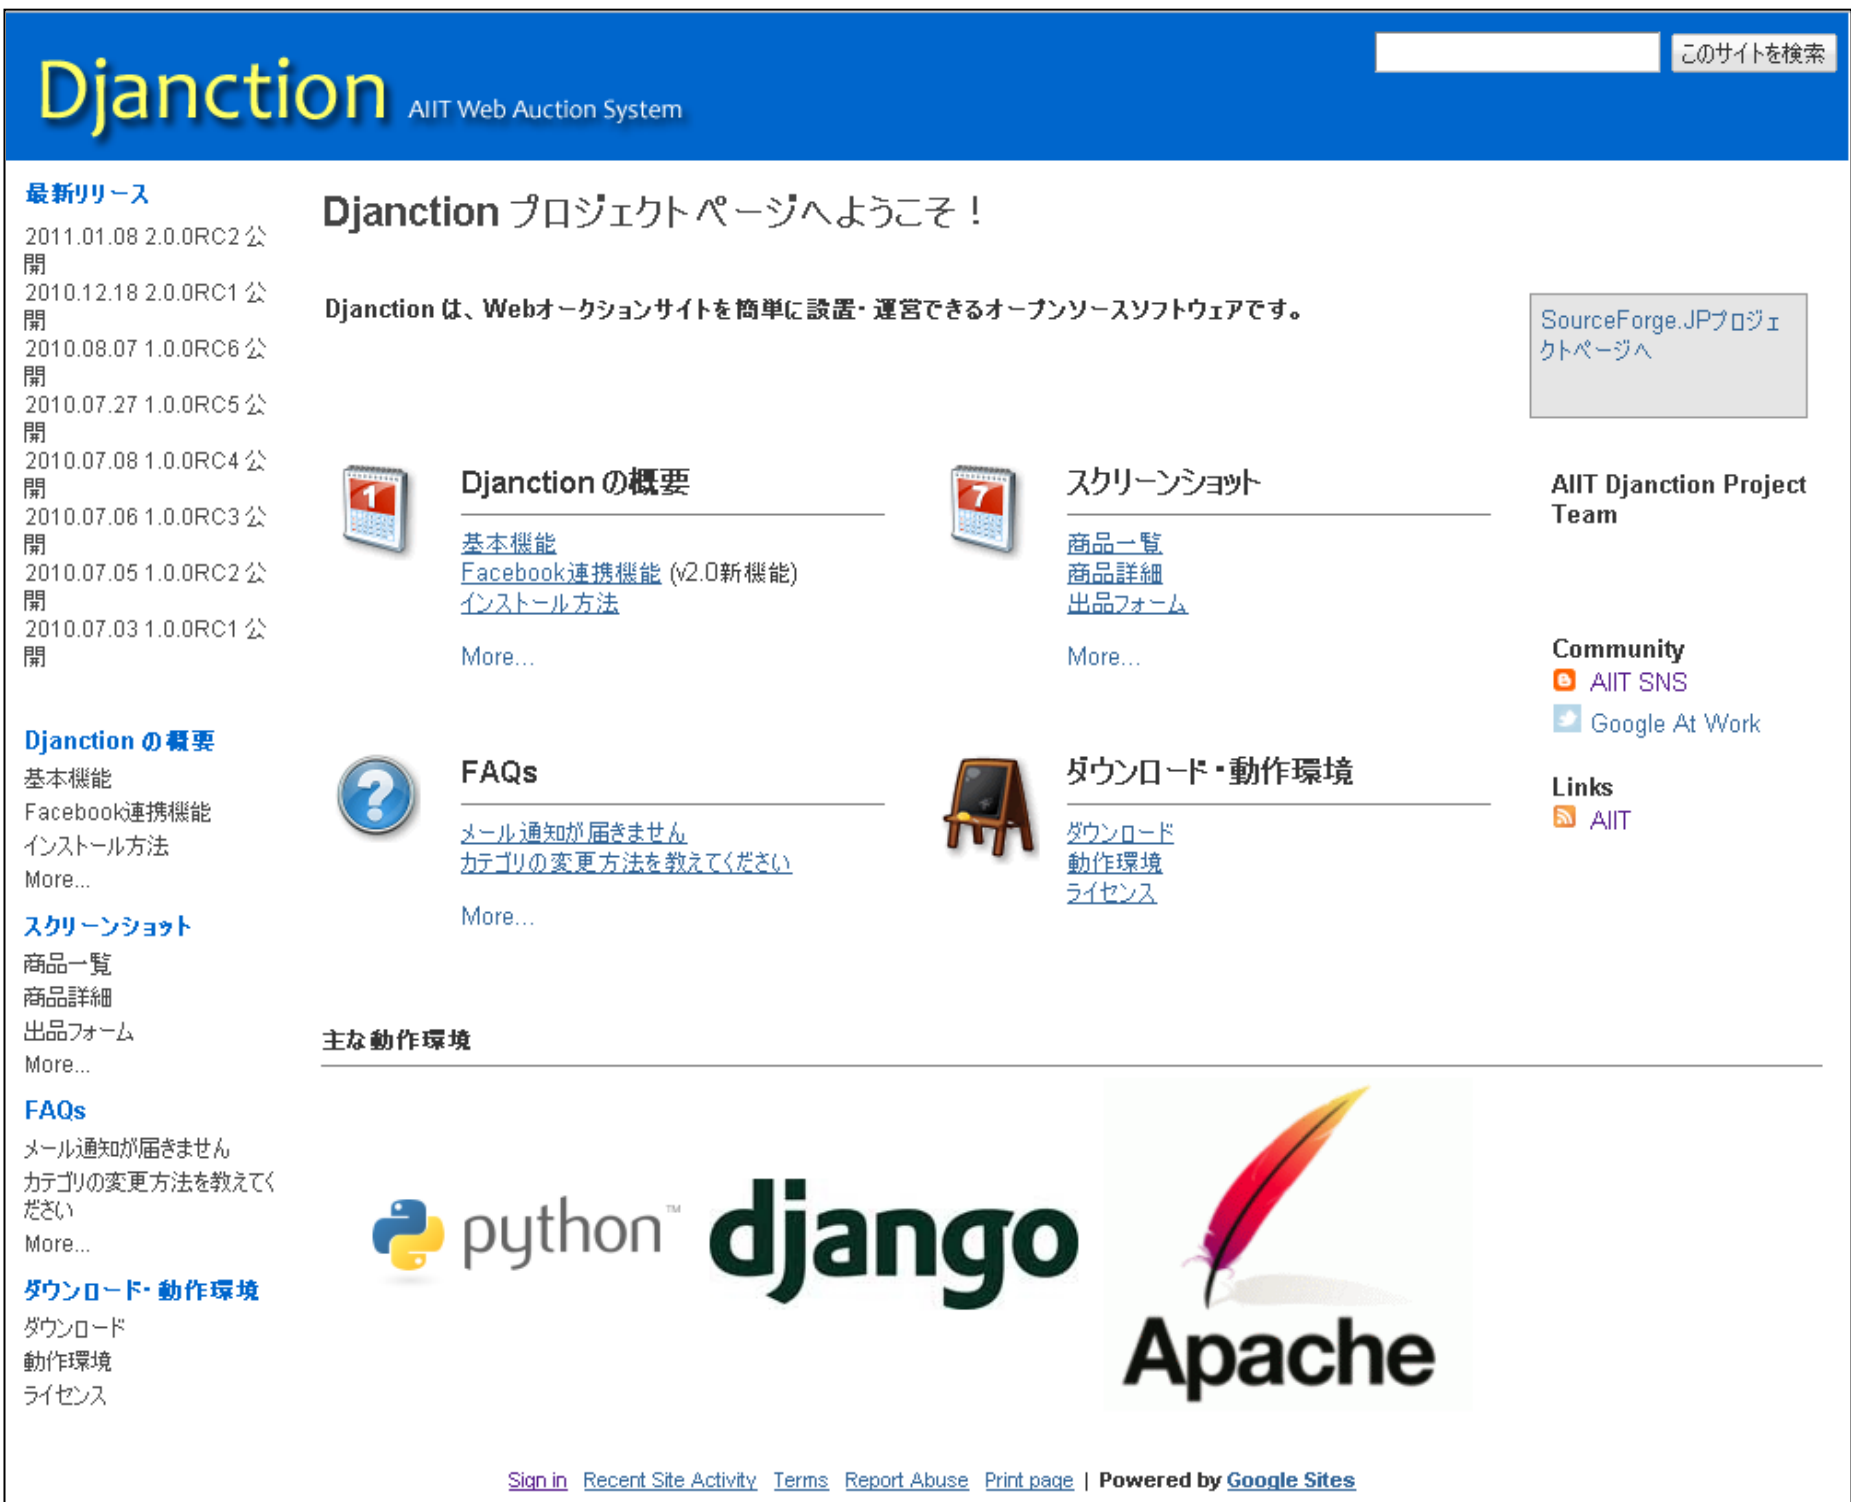 Djanction AIIT Web Auction System
このサイトを検索
最新リリース
2011.01.08 2.0.0RC2 公
開
2010.12.18 2.0.0RC1 公
開
2010.08.07 1.0.0RC6 公
開
2010.07.27 1.0.0RC5 公
開
2010.07.08 1.0.0RC4 公
開
2010.07.06 1.0.0RC3 公
開
2010.07.05 1.0.0RC2 公
開
2010.07.03 1.0.0RC1 公
開
Djanction の概要
基本機能
Facebook連携機能
インストール方法
More...
スクリーンショット
商品一覧
商品詳細
出品フォーム
More...
FAQs
メール通知が届きません
カテゴリの変更方法を教えてく
ださい
More...
ダウンロード・動作環境
ダウンロード
動作環境
ライセンス
Djanction プロジェクトページへようこそ！
Djanction は、Webオークションサイトを簡単に設置・運営できるオープンソースソフトウェアです。
Djanction の概要
基本機能
Facebook連携機能 (v2.0新機能)
インストール方法
More...
1
スクリーンショット
商品一覧
商品詳細
出品フォーム
More...
7
FAQs
メール通知が届きません
カテゴリの変更方法を教えてください
More...
?
ダウンロード・動作環境
ダウンロード
動作環境
ライセンス
SourceForge.JPプロジェ
クトページへ
AIIT Djanction Project
Team
Community
AIIT SNS
Google At Work
Links
AIIT
主な動作環境
python™
django
Apache
Sign in Recent Site Activity Terms Report Abuse Print page | Powered by Google Sites